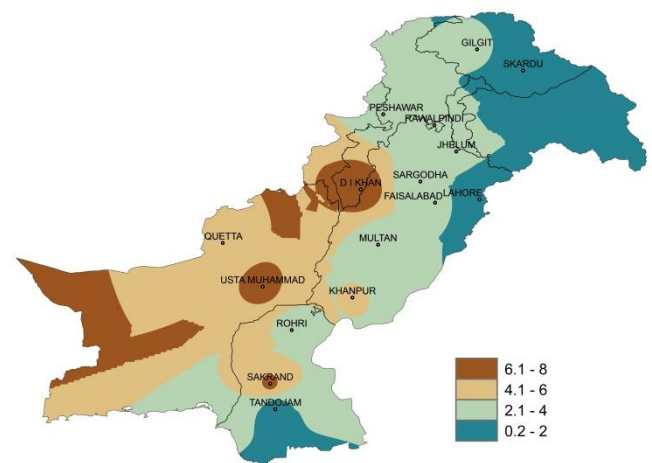 GILGIT
SKARDU
PESHAWAR
RAWALPINDI
JHELUM
D I KHAN
SARGODHA
FAISALABAD
LAHORE
QUETTA
MULTAN
USTA MUHAMMAD
KHANPUR
ROHRI
SAKRAND
TANDOJAM
6.1 - 8
4.1 - 6
2.1 - 4
0.2 - 2